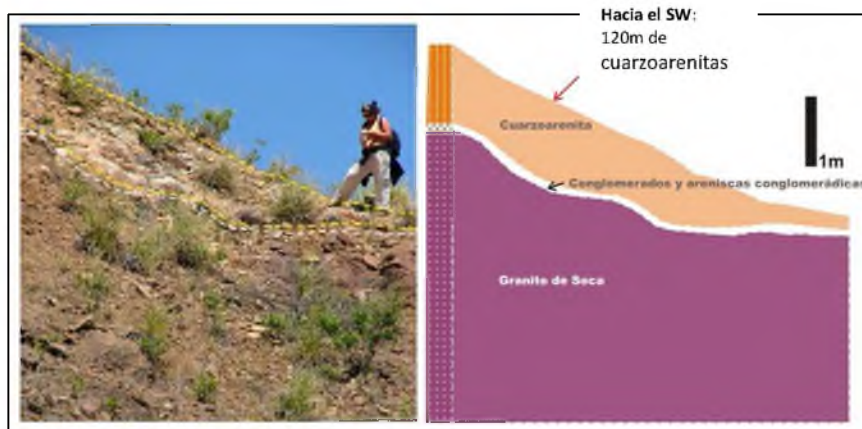 Hacia el SW:
120m de
cuarzoarenitas
Cuarzoarenita
1m
Conglomerados y areniscas conglomerádicas
Granito de Seca